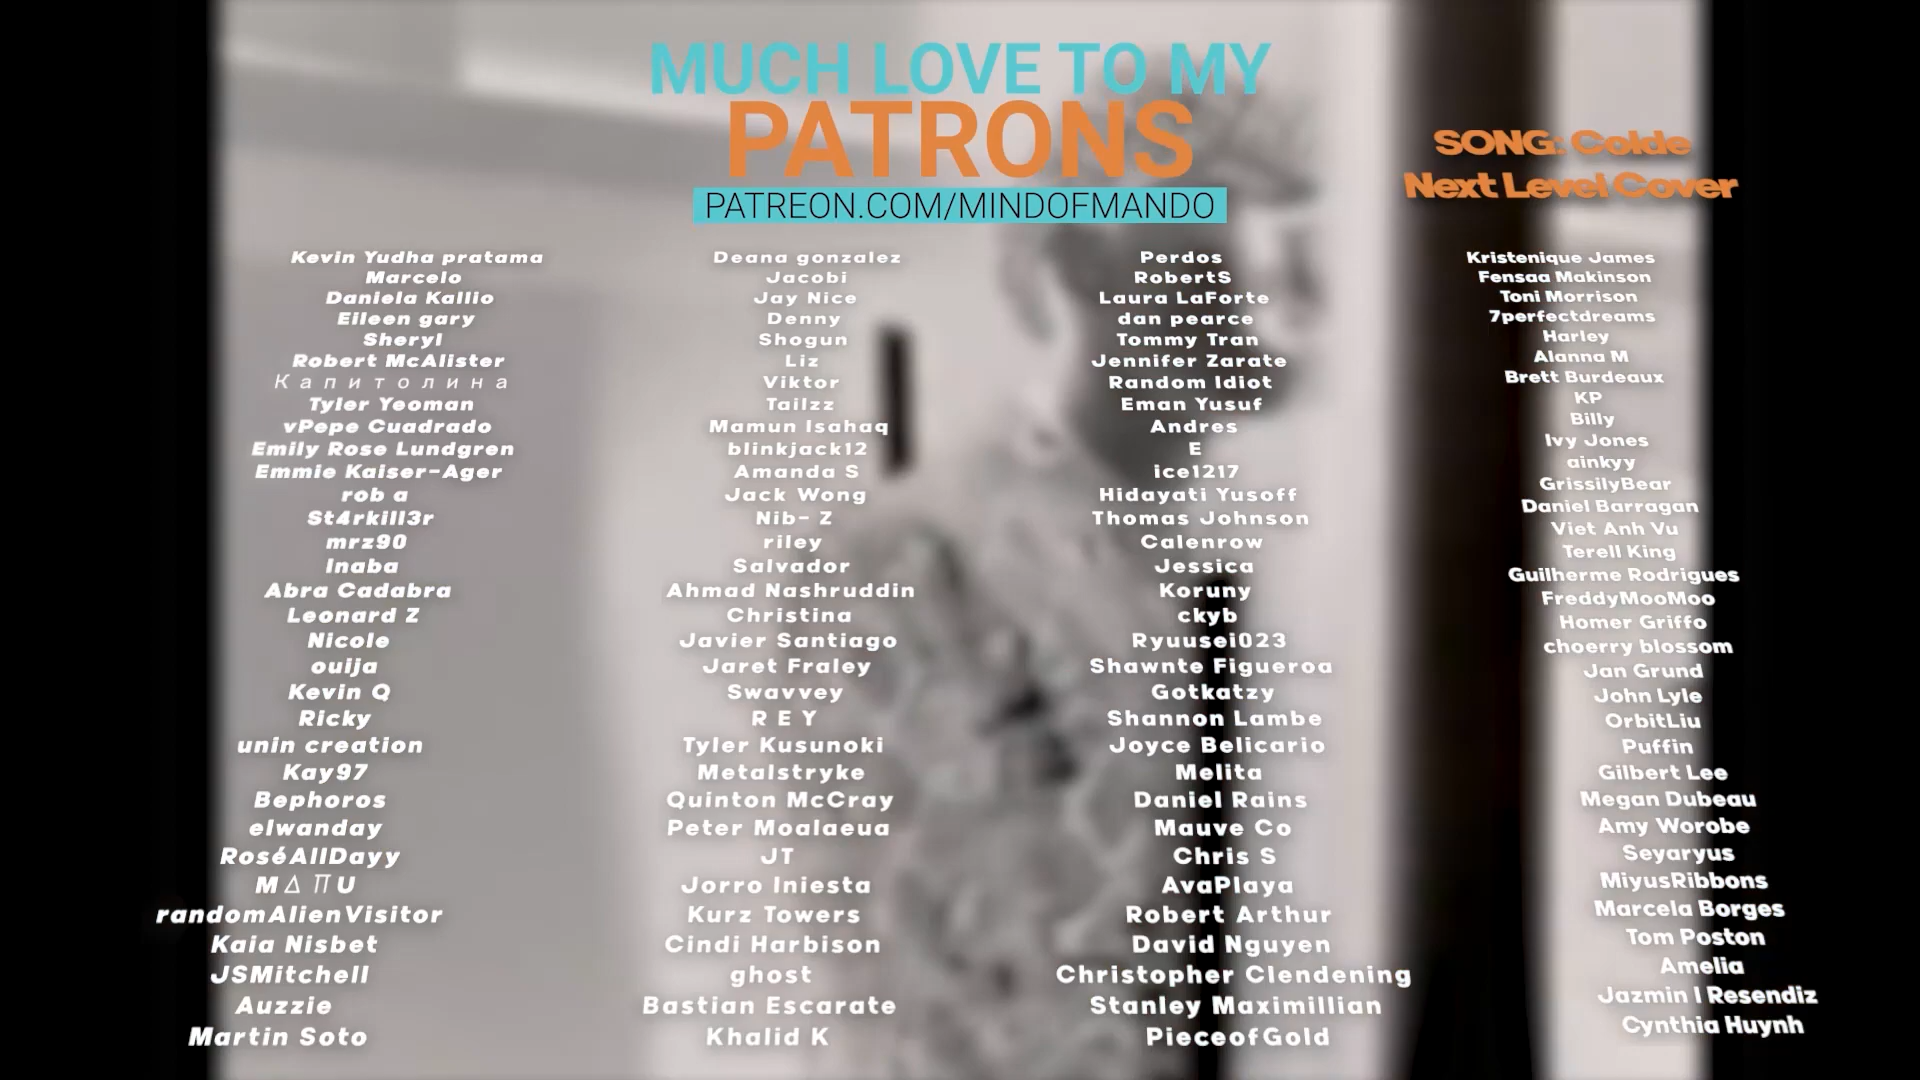 MUCH LOVE TO MY
PATRONS
PATREON.COM/MINDOFMANDO
SONG: Colde
Next Level Cover
Kevin Yudha pratama
Marcelo
Daniela Kallio
Eileen gary
Sheryl
Robert McAlister
Капитолина
Tyler Yeoman
vPepe Cuadrado
Emily Rose Lundgren
Emmie Kaiser-Ager
rob a
St4rkill3r
mrz90
Inaba
Abra Cadabra
Leonard Z
Nicole
ouija
Kevin Q
Ricky
unin creation
Kay97
Bephoros
elwanday
RoséAllDayy
M Δ Π U
randomAlienVisitor
Kaia Nisbet
JSMitchell
Auzzie
Martin Soto
Deana gonzalez
Jacobi
Jay Nice
Denny
Shogun
Liz
Viktor
Tailzz
Mamun Isahaq
blinkjack12
Amanda S
Jack Wong
Nib- Z
riley
Salvador
Ahmad Nashruddin
Christina
Javier Santiago
Jaret Fraley
Swavvey
R E Y
Tyler Kusunoki
Metalstryke
Quinton McCray
Peter Moalaeua
JT
Jorro Iniesta
Kurz Towers
Cindi Harbison
ghost
Bastian Escarate
Khalid K
Perdos
RobertS
Laura LaForte
dan pearce
Tommy Tran
Jennifer Zarate
Random Idiot
Eman Yusuf
Andres
E
ice1217
Hidayati Yusoff
Thomas Johnson
Calenrow
Jessica
Koruny
ckyb
Ryuusei023
Shawnte Figueroa
Gotkatzy
Shannon Lambe
Joyce Belicario
Melita
Daniel Rains
Mauve Co
Chris S
AvaPlaya
Robert Arthur
David Nguyen
Christopher Clendening
Stanley Maximillian
PieceofGold
Kristenique James
Fensaa Makinson
Toni Morrison
7perfectdreams
Harley
Alanna M
Brett Burdeaux
KP
Billy
Ivy Jones
ainkyy
GrissilyBear
Daniel Barragan
Viet Anh Vu
Terell King
Guilherme Rodrigues
FreddyMooMoo
Homer Griffo
choerry blossom
Jan Grund
John Lyle
OrbitLiu
Puffin
Gilbert Lee
Megan Dubeau
Amy Worobe
Seyaryus
MiyusRibbons
Marcela Borges
Tom Poston
Amelia
Jazmin I Resendiz
Cynthia Huynh